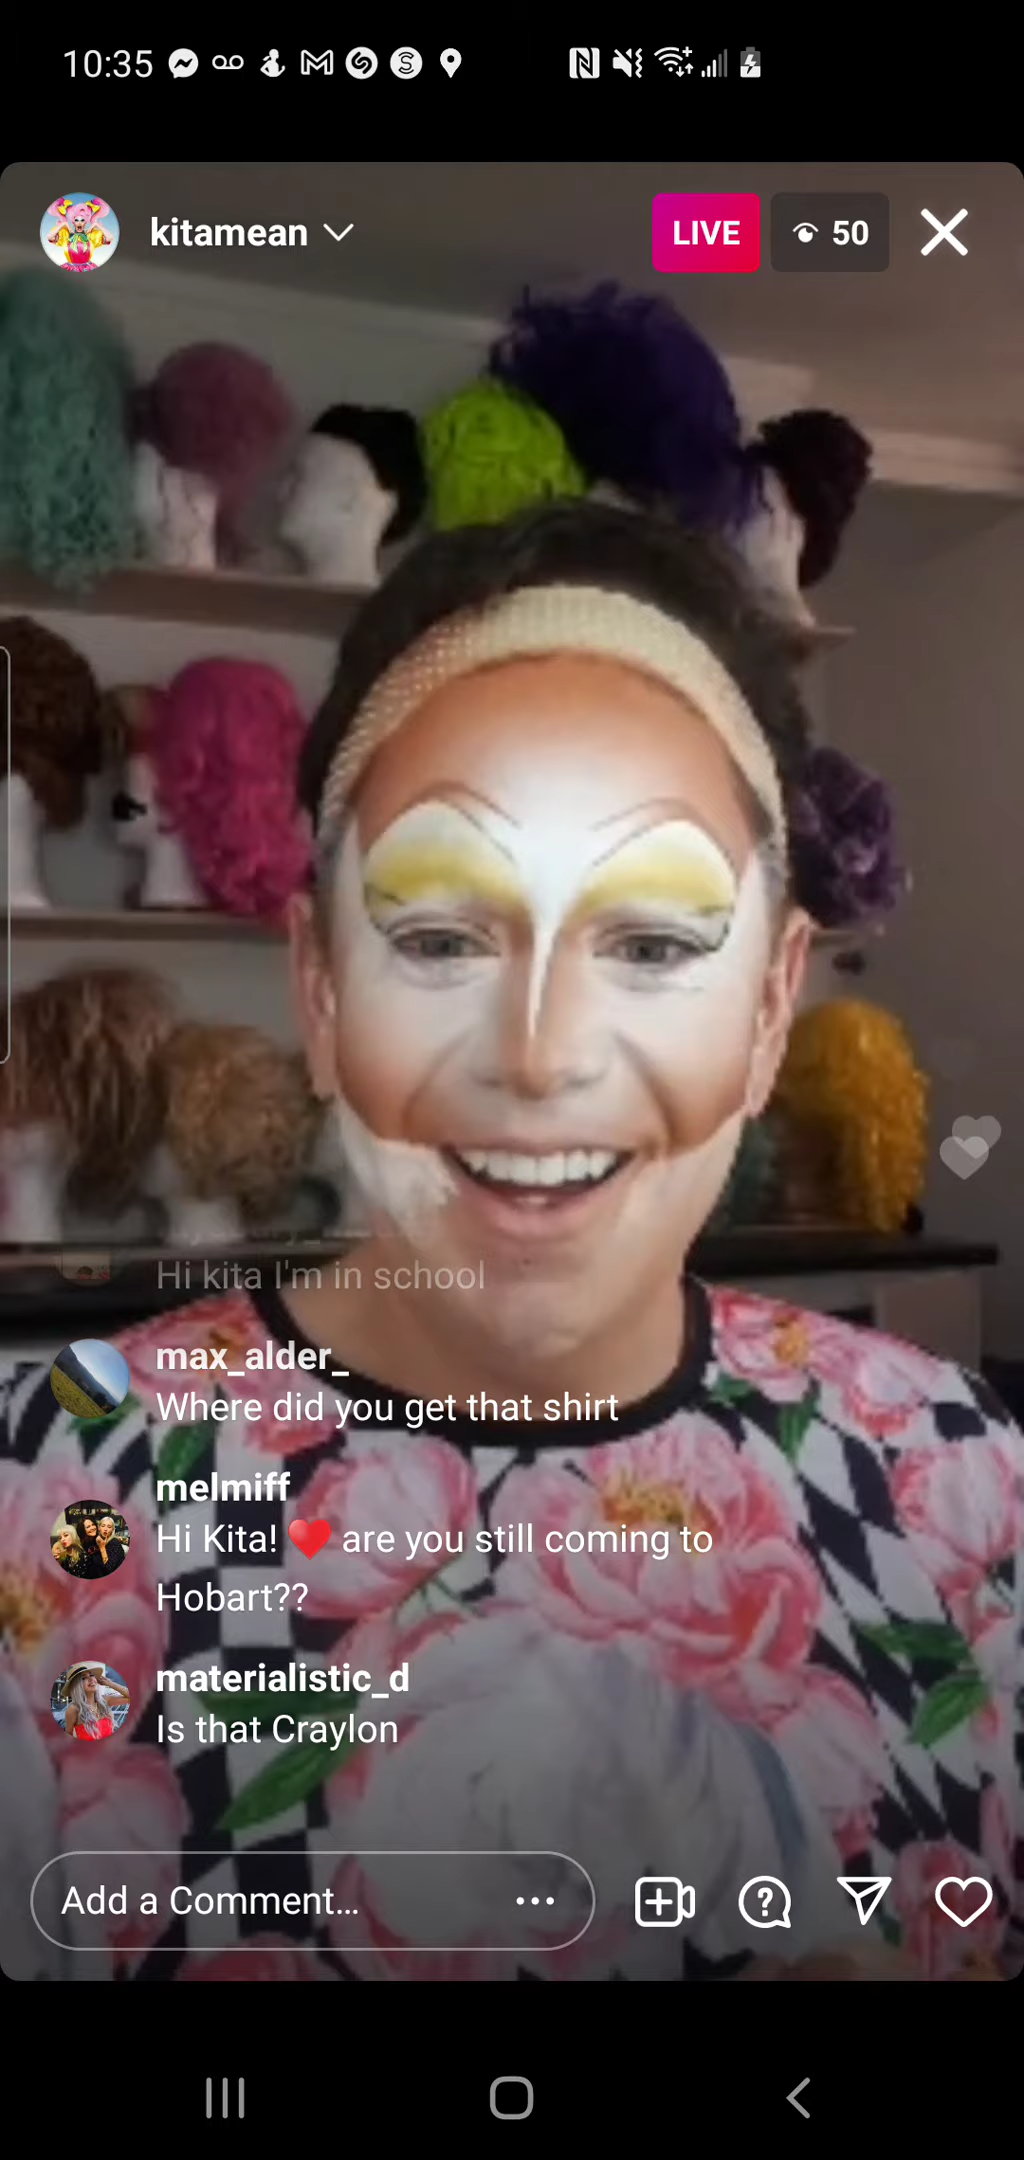 10:35
kitamean
LIVE
50
Hi kita I'm in school
max_alder_
Where did you get that shirt
melmiff
Hi Kita! ❤️ are you still coming to
Hobart??
materialistic_d
Is that Craylon
Add a Comment...